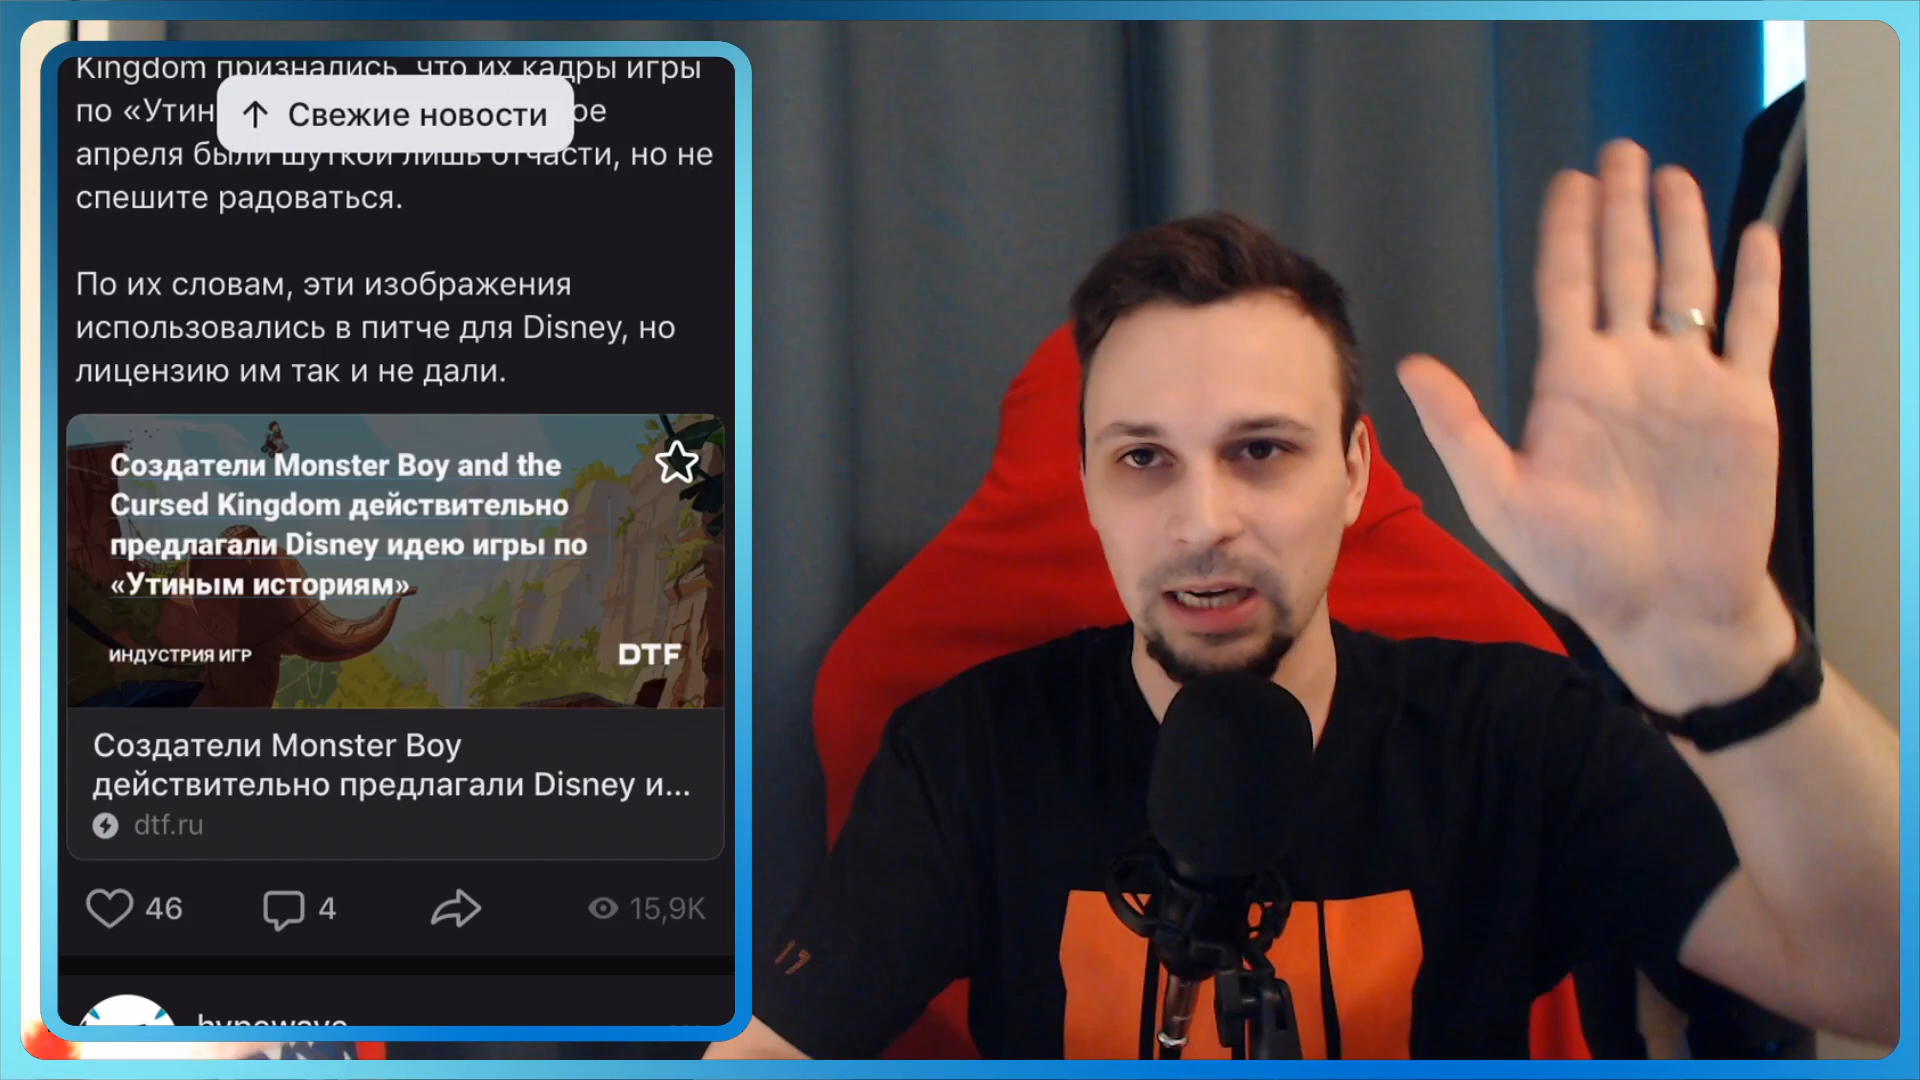 Kingdom признались, что их кадры игры
по «Утин
ое
↑ Свежие новости
апреля были шуткой лишь отчасти, но не
спешите радоваться.
По их словам, эти изображения
использовались в питче для Disney, но
лицензию им так и не дали.
Создатели Monster Boy and the
Cursed Kingdom действительно
предлагали Disney идею игры по
«Утиным историям»
ИНДУСТРИЯ ИГР
DTF
Создатели Monster Boy
действительно предлагали Disney и...
dtf.ru
46
4
15,9K
hypewave
17